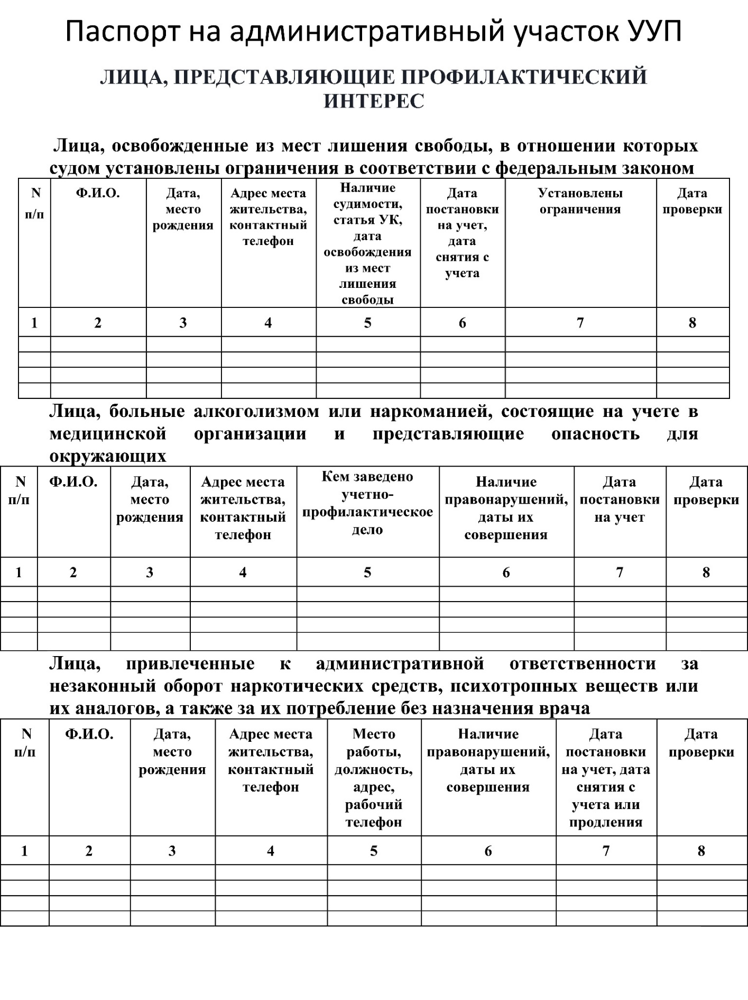 Паспорт на административный участок УУП
ЛИЦА, ПРЕДСТАВЛЯЮЩИЕ ПРОФИЛАКТИЧЕСКИЙ
ИНТЕРЕС
Лица, освобожденные из мест лишения свободы, в отношении которых
судом установлены ограничения в соответствии с федеральным законом
N
п/п
Ф.И.О.
Дата,
место
рождения
Адрес места
жительства,
контактный
телефон
Наличие
судимости,
статья УК,
дата
освобождения
из мест
лишения
свободы
Дата
постановки
на учет,
дата
снятия с
учета
Установлены
ограничения
Дата
проверки
1 2 3 4 5 6 7 8
Лица, больные алкоголизмом или наркоманией, состоящие на учете в
медицинской организации и представляющие опасность для
окружающих
N
п/п
Ф.И.О.
Дата,
место
рождения
Адрес места
жительства,
контактный
телефон
Кем заведено
учетно-
профилактическое
дело
Наличие
правонарушений,
даты их
совершения
Дата
постановки
на учет
Дата
проверки
1 2 3 4 5 6 7 8
Лица, привлеченные к административной ответственности за
незаконный оборот наркотических средств, психотропных веществ или
их аналогов, а также за их потребление без назначения врача
N
п/п
Ф.И.О.
Дата,
место
рождения
Адрес места
жительства,
контактный
телефон
Место
работы,
должность,
адрес,
рабочий
телефон
Наличие
правонарушений,
даты их
совершения
Дата
постановки
на учет, дата
снятия с
учета или
продления
Дата
проверки
1 2 3 4 5 6 7 8